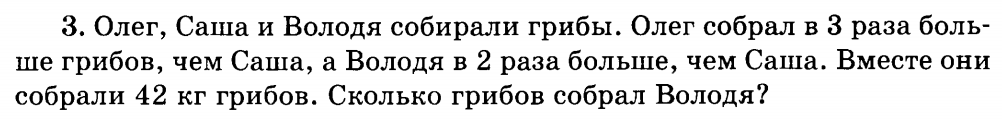 3. Олег, Саша и Володя собирали грибы. Олег собрал в 3 раза боль-
ше грибов, чем Саша, а Володя в 2 раза больше, чем Саша. Вместе они
собрали 42 кг грибов. Сколько грибов собрал Володя?